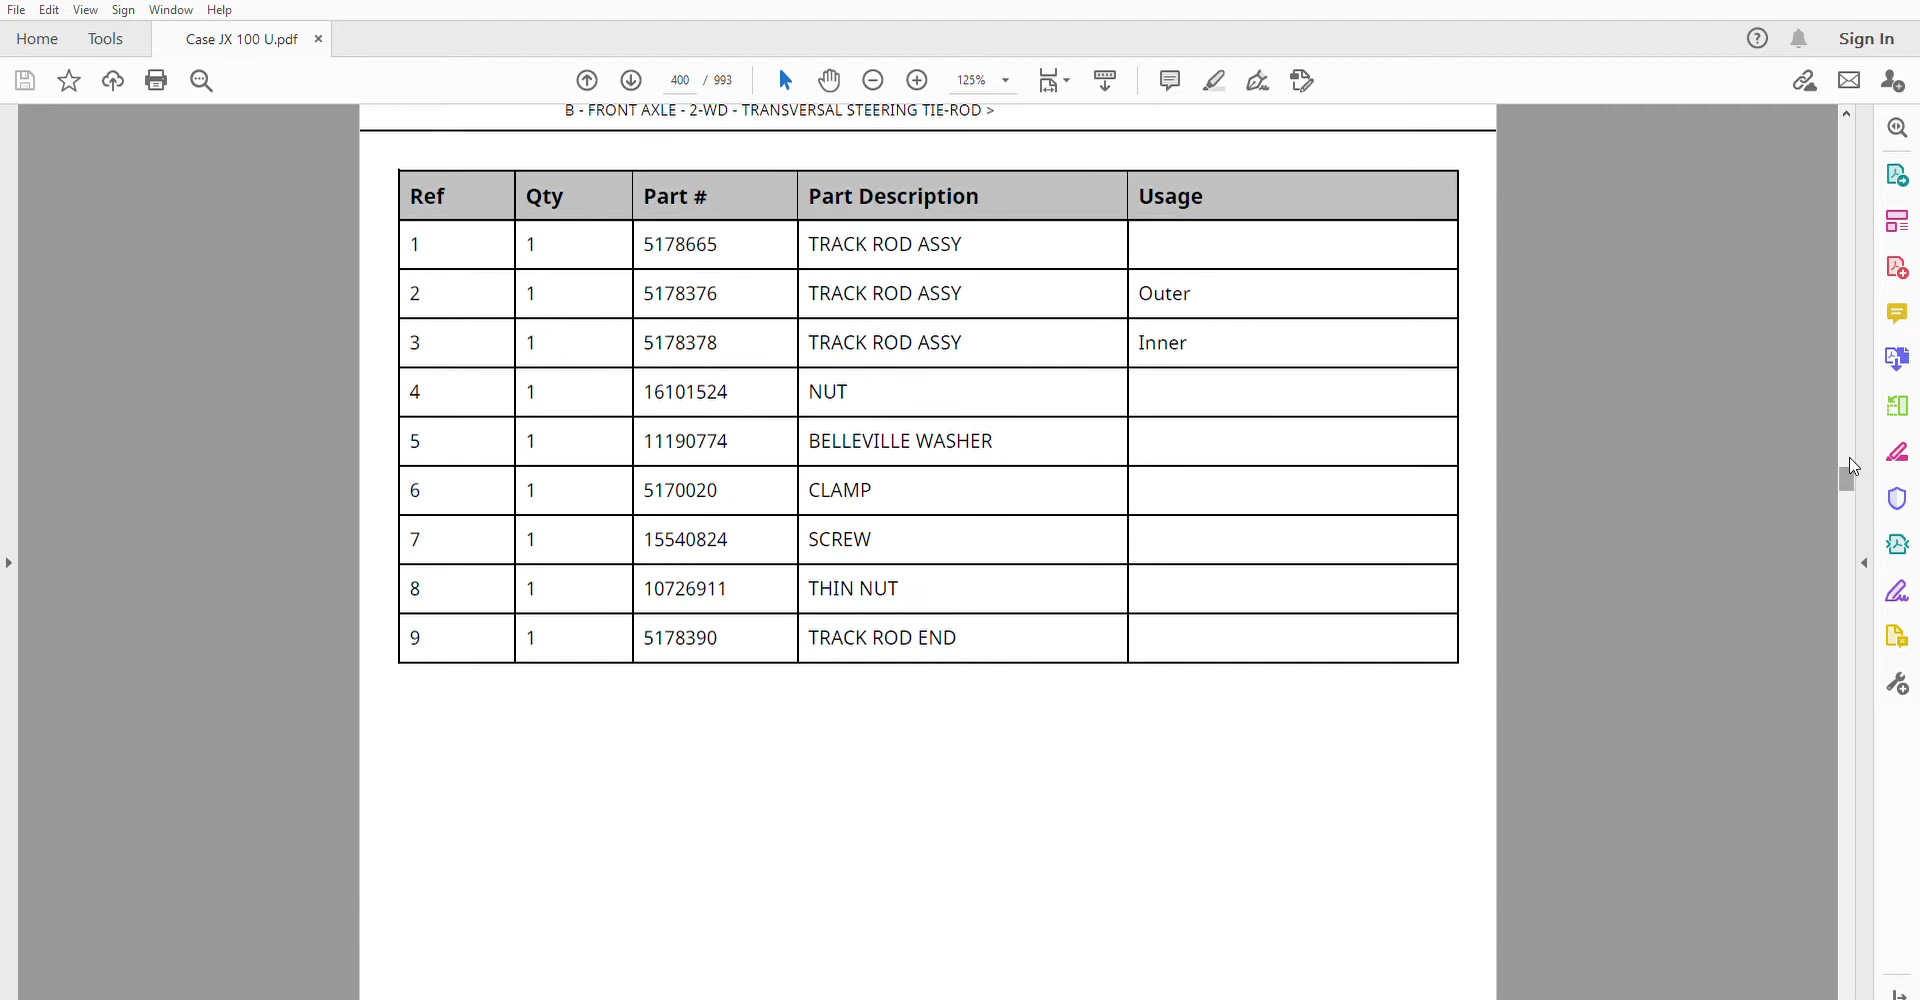 File Edit View Sign Window Help
Home Tools Case JX 100 U.pdf × Sign In
400 / 993 125%
B - FRONT AXLE - 2-WD - TRANSVERSAL STEERING TIE-ROD >
Ref Qty Part # Part Description Usage
1 1 5178665 TRACK ROD ASSY
2 1 5178376 TRACK ROD ASSY Outer
3 1 5178378 TRACK ROD ASSY Inner
4 1 16101524 NUT
5 1 11190774 BELLEVILLE WASHER
6 1 5170020 CLAMP
7 1 15540824 SCREW
8 1 10726911 THIN NUT
9 1 5178390 TRACK ROD END